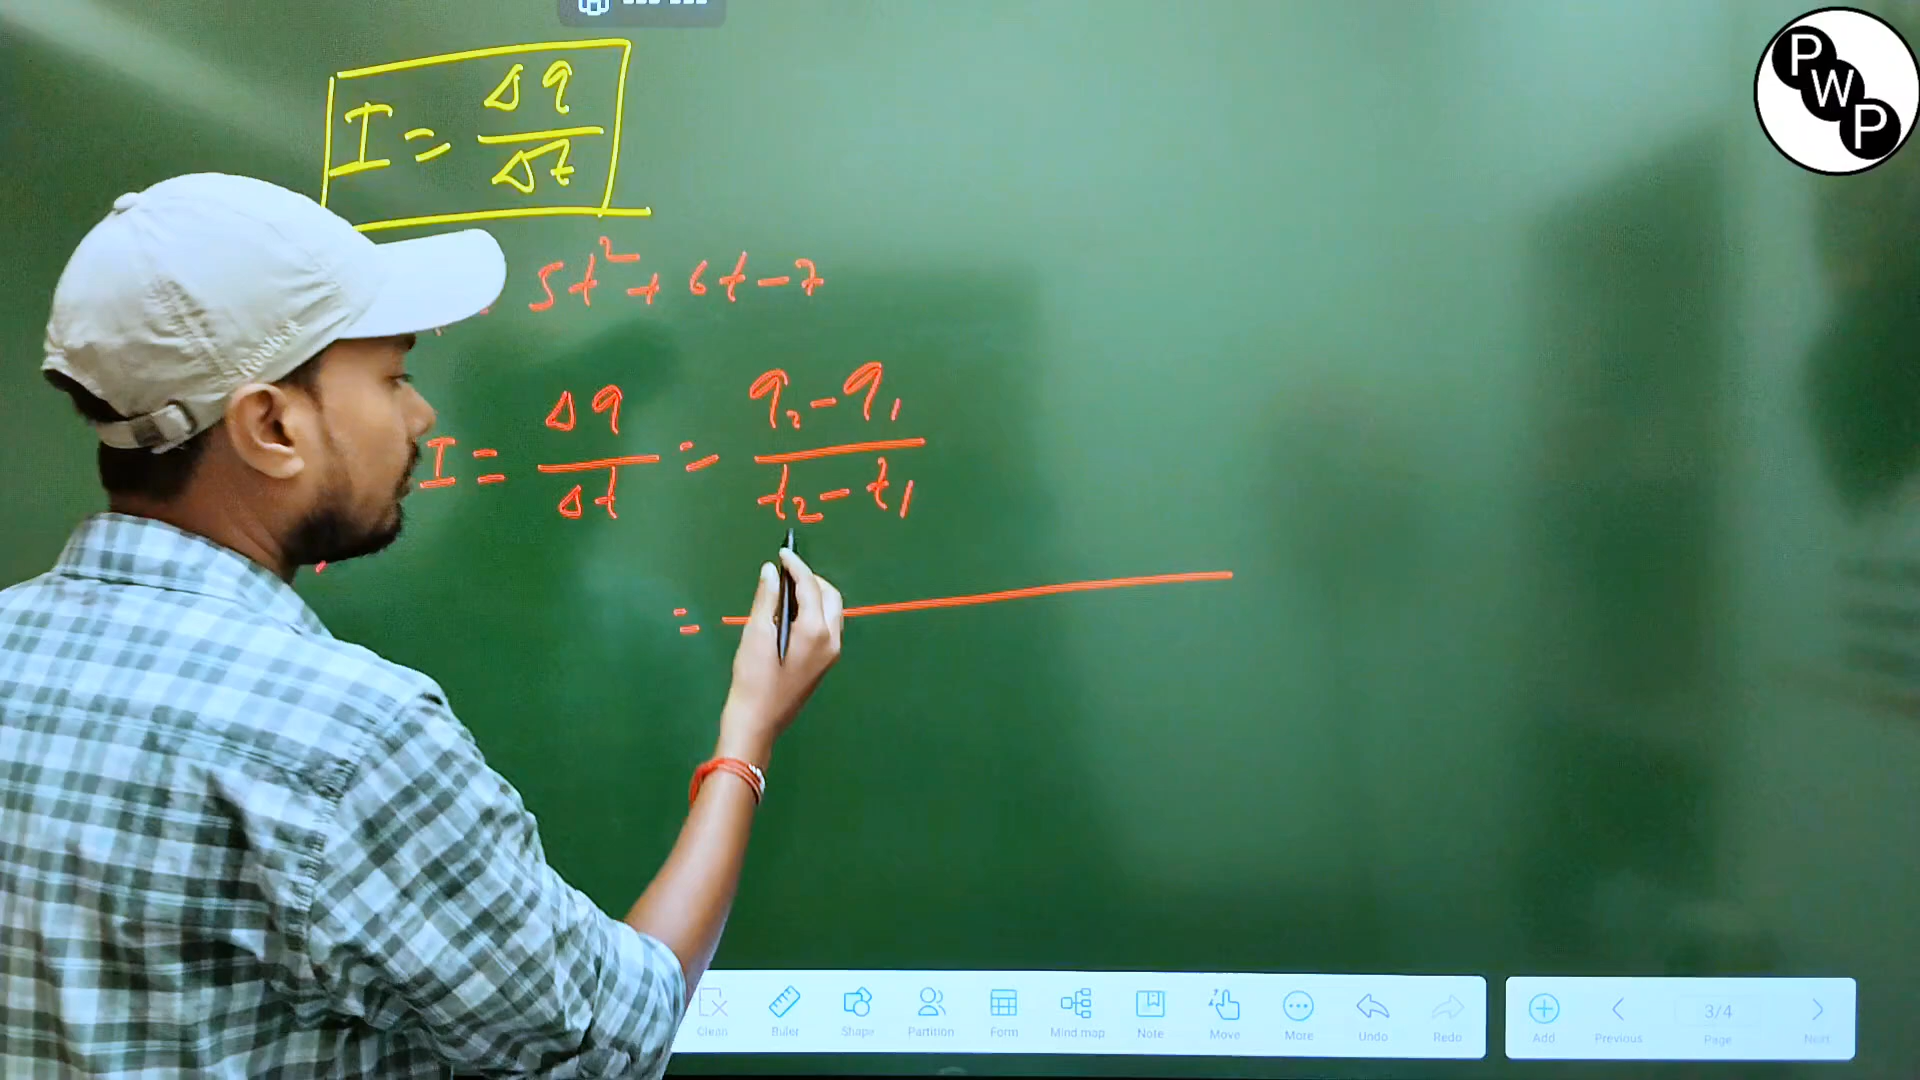 I = Δq/Δt
5t² + 6t - 7
I = Δq/Δt = (q₂ - q₁)/(t₂ - t₁)
=
PWP
Reebok
Clean Ruler Shape Partition Form Mind map Note Move More Undo Redo
Add Previous 3/4 Page Next